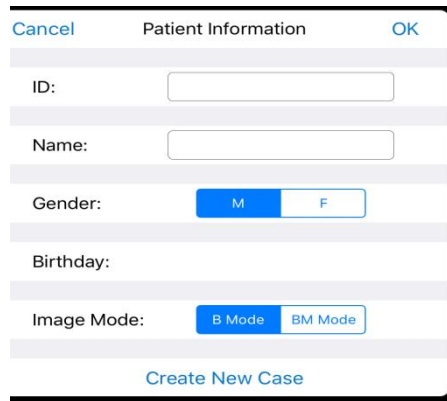 Cancel Patient Information OK
ID:
Name:
Gender: M F
Birthday:
Image Mode: B Mode BM Mode
Create New Case